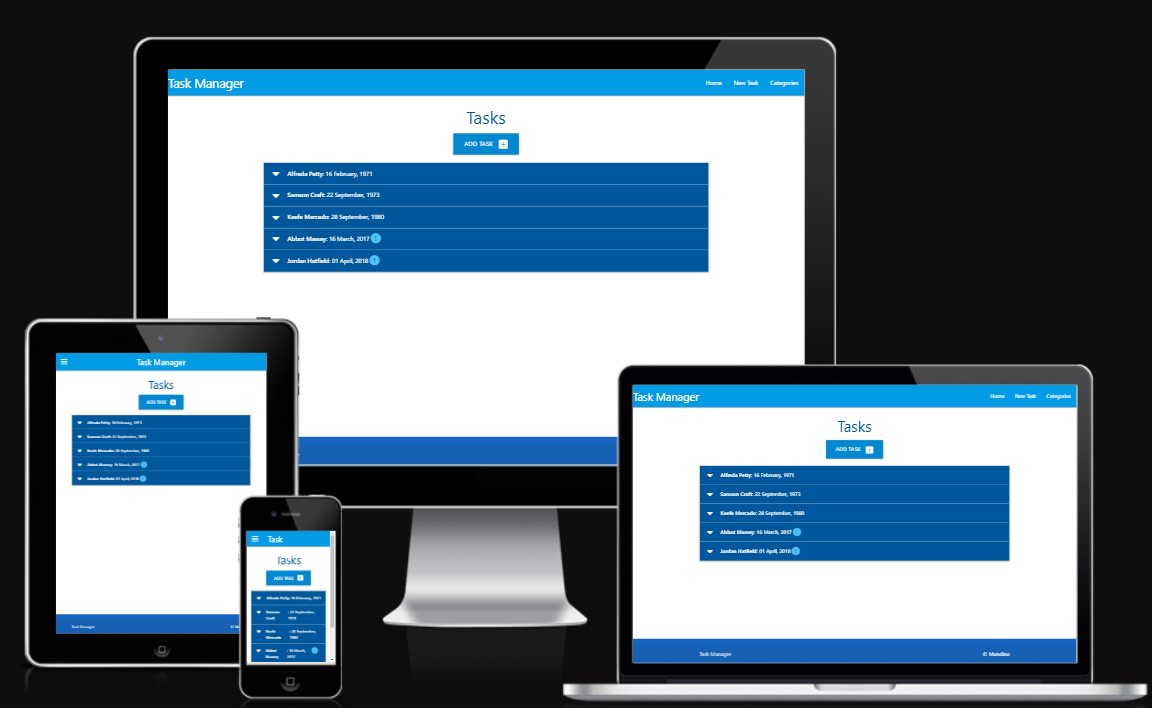 Task Manager
Home New Task Categories
Tasks
ADD TASK
Alfreda Petty: 16 February, 1971
Samson Craft: 22 September, 1973
Keefe Mercado: 28 September, 1980
Abbot Massey: 16 March, 2017
Jordan Hatfield: 01 April, 2018
Task Manager
Tasks
ADD TASK
Alfreda Petty: 16 February, 1971
Samson Craft: 22 September, 1973
Keefe Mercado: 28 September, 1980
Abbot Massey: 16 March, 2017
Jordan Hatfield: 01 April, 2018
Task Manager
Task
Tasks
ADD TASK
Alfreda Petty: 16 February, 1971
Samson Craft : 22 September, 1973
Keefe Mercado : 28 September, 1980
Abbot Massey : 16 March, 2017
Task Manager
Home New Task Categories
Tasks
ADD TASK
Alfreda Petty: 16 February, 1971
Samson Craft: 22 September, 1973
Keefe Mercado: 28 September, 1980
Abbot Massey: 16 March, 2017
Jordan Hatfield: 01 April, 2018
Task Manager
© Mundino